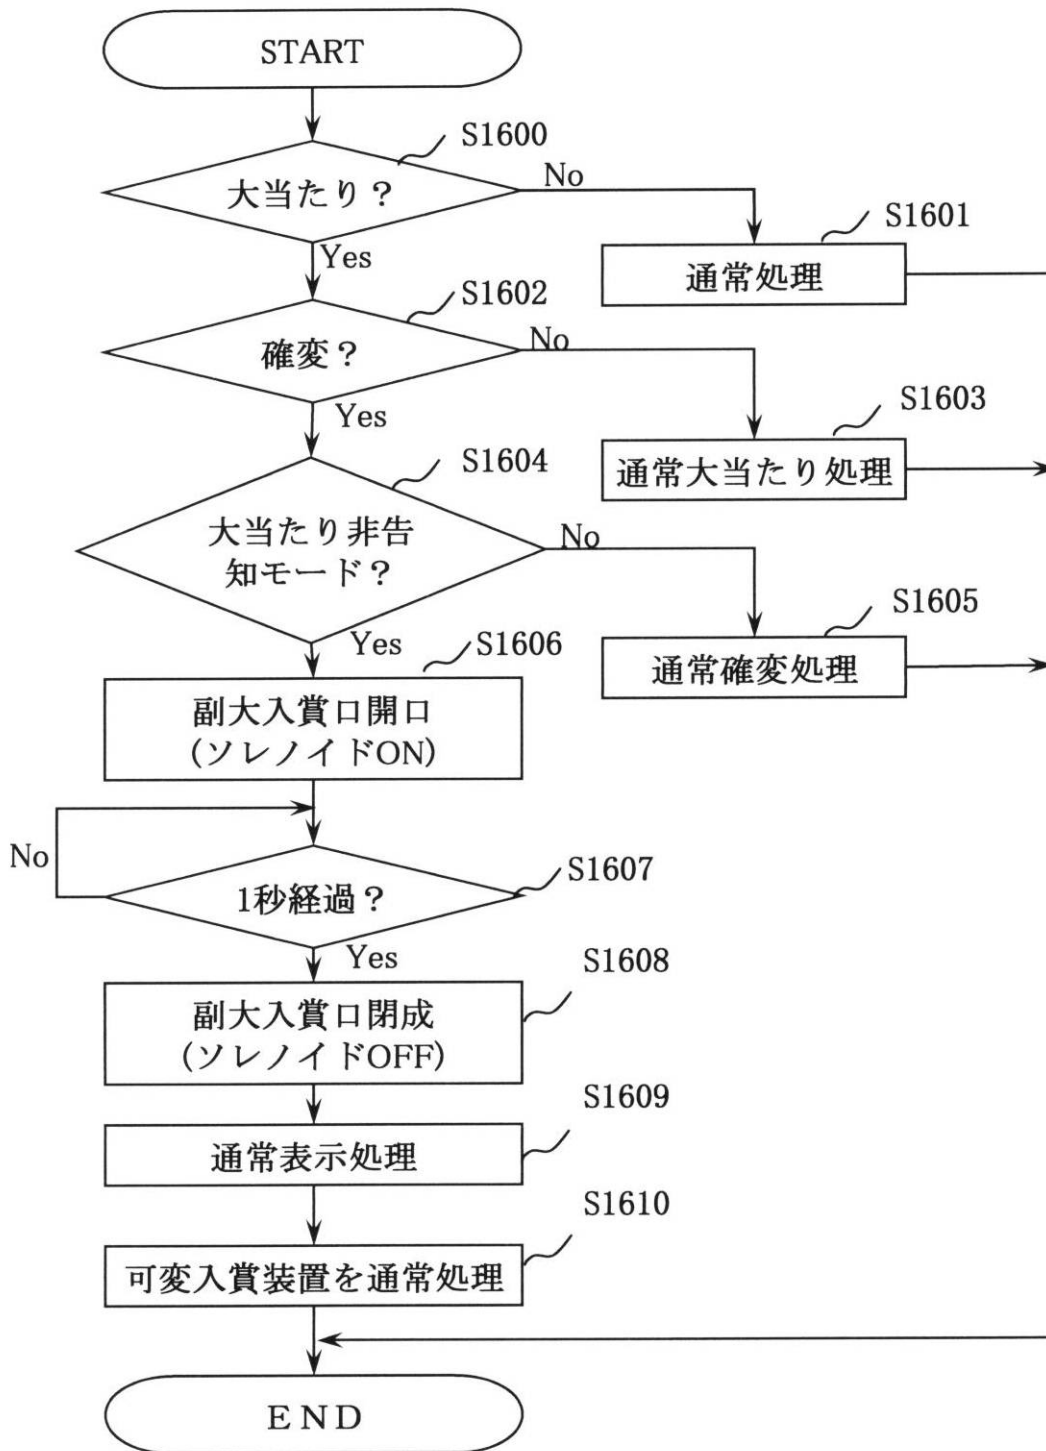 START
S1600
大当たり？
No
S1601
Yes
通常処理
S1602
確変？
No
Yes
S1603
通常大当たり処理
S1604
大当たり非告
知モード？
No
S1605
Yes
S1606
通常確変処理
副大入賞口開口
(ソレノイドON)
No
S1607
1秒経過？
Yes
S1608
副大入賞口閉成
(ソレノイドOFF)
S1609
通常表示処理
S1610
可変入賞装置を通常処理
END